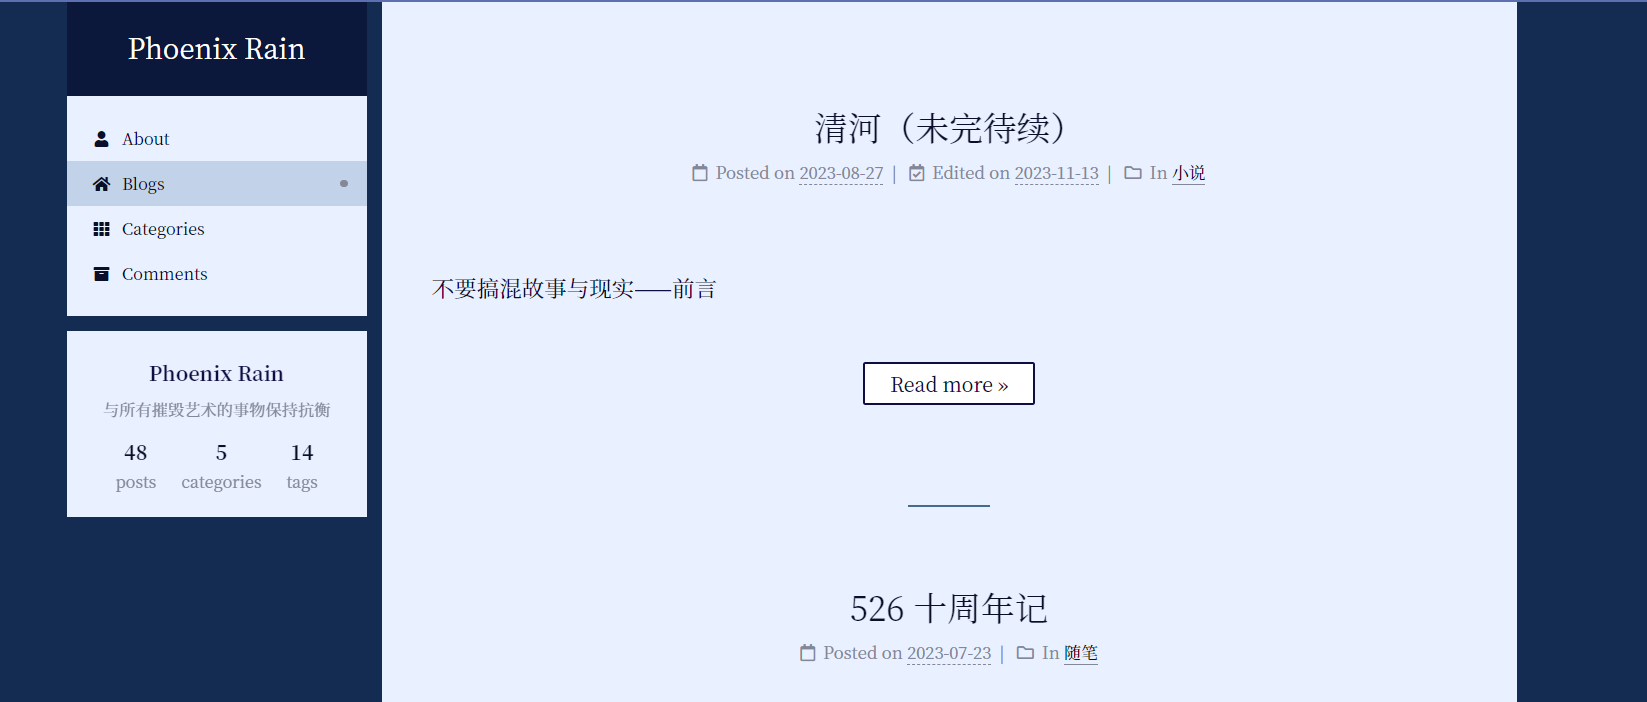 Phoenix Rain
About
Blogs
Categories
Comments
Phoenix Rain
与所有摧毁艺术的事物保持抗衡
48 5 14
posts categories tags
清河（未完待续）
Posted on 2023-08-27 | Edited on 2023-11-13 | In 小说
不要搞混故事与现实——前言
Read more »
526 十周年记
Posted on 2023-07-23 | In 随笔